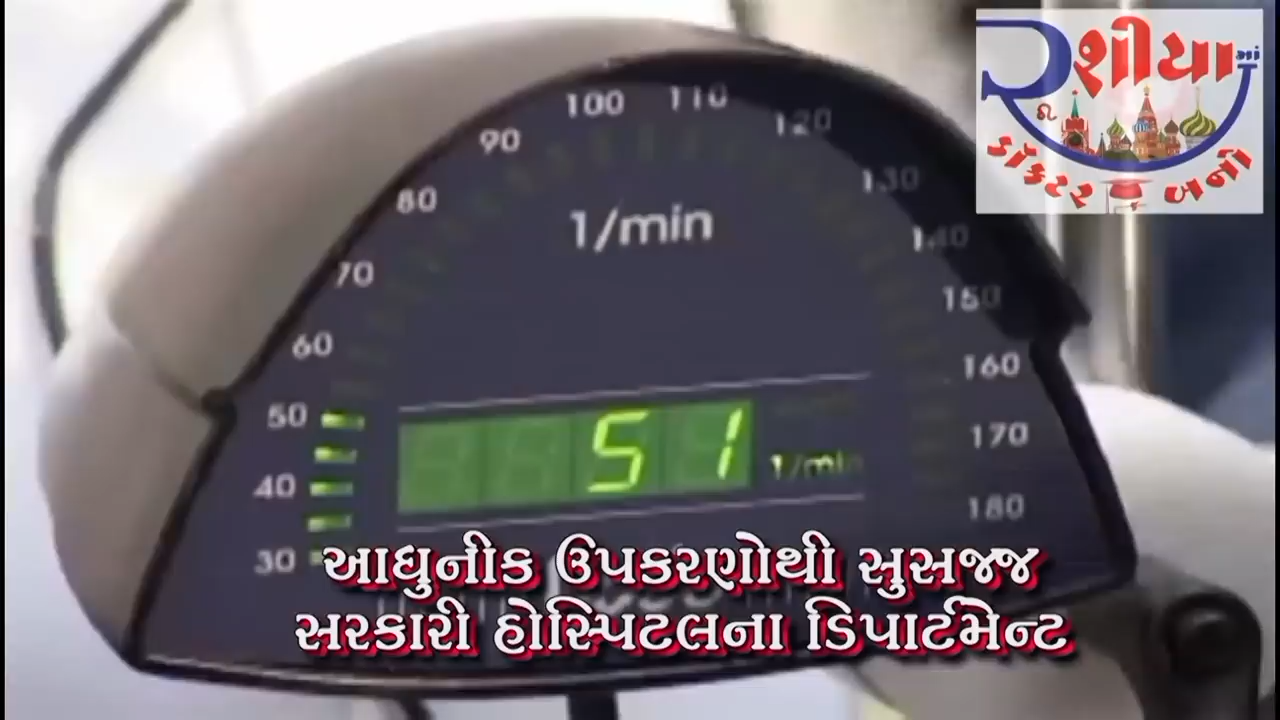 રશીયામાં
ડૉક્ટર બનો
100 110
90 120
80 130
1/min
70 140
60 150
160
50 51 170
1/min
40 180
30
આધુનીક ઉપકરણોથી સુસજ્જ
સરકારી હોસ્પિટલના ડિપાર્ટમેન્ટ